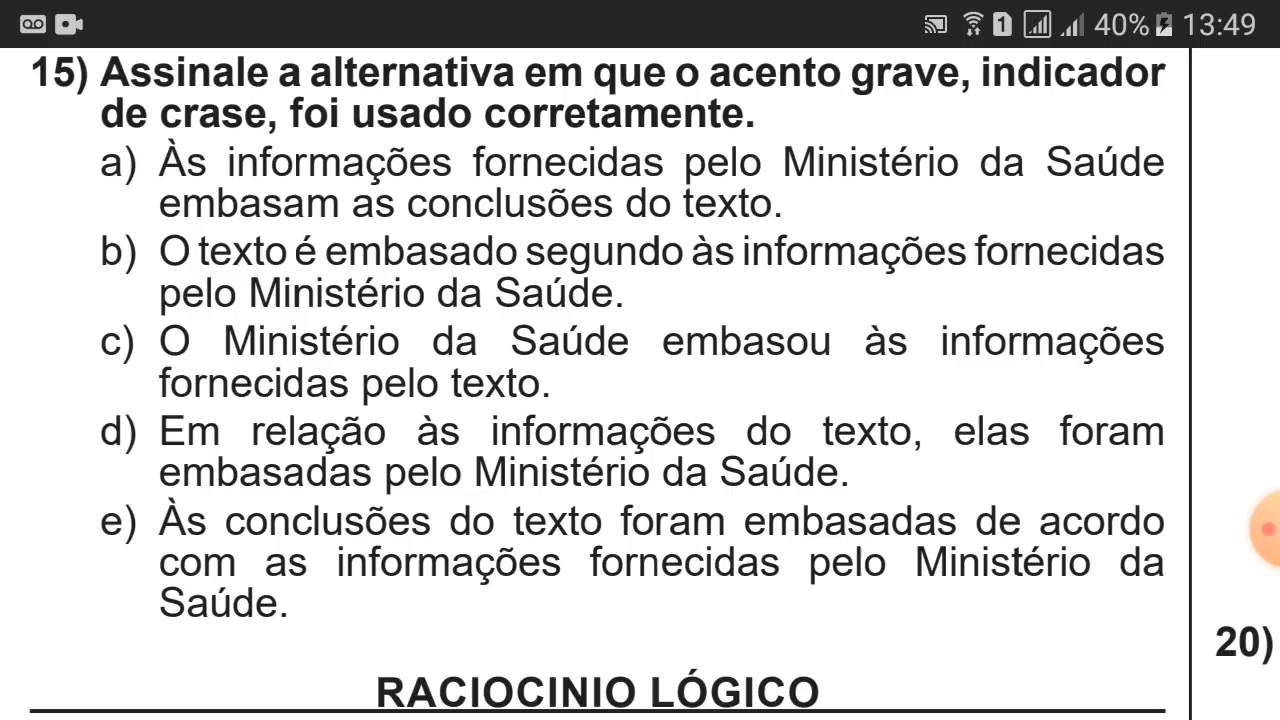 40% 13:49
15) Assinale a alternativa em que o acento grave, indicador
de crase, foi usado corretamente.
a) Às informações fornecidas pelo Ministério da Saúde
embasam as conclusões do texto.
b) O texto é embasado segundo às informações fornecidas
pelo Ministério da Saúde.
c) O Ministério da Saúde embasou às informações
fornecidas pelo texto.
d) Em relação às informações do texto, elas foram
embasadas pelo Ministério da Saúde.
e) Às conclusões do texto foram embasadas de acordo
com as informações fornecidas pelo Ministério da
Saúde.
20)
RACIOCINIO LÓGICO